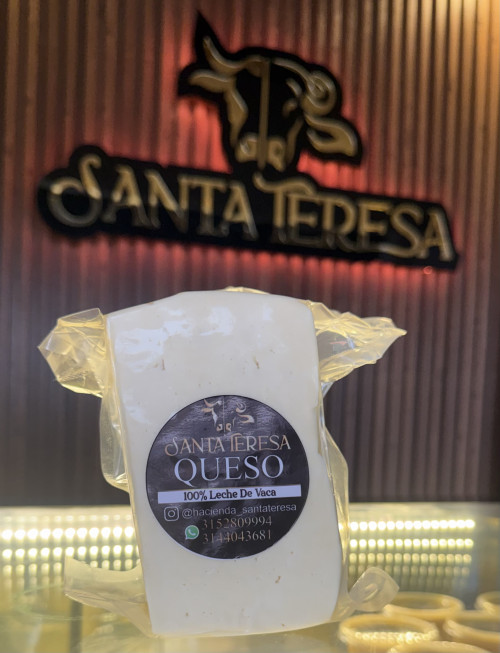 SANTA TERESA
SANTA TERESA
QUESO
100% Leche De Vaca
@hacienda_santateresa
3152809994
3144043681